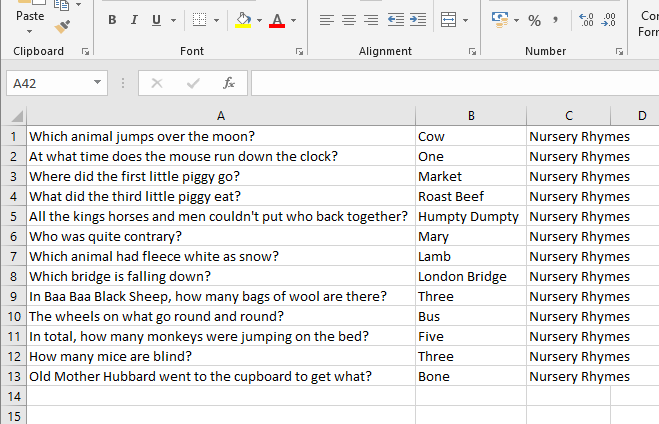 Paste
B I U A
% , .00
Con
Form
Clipboard Font Alignment Number
A42 fx
A B C D
1 Which animal jumps over the moon? Cow Nursery Rhymes
2 At what time does the mouse run down the clock? One Nursery Rhymes
3 Where did the first little piggy go? Market Nursery Rhymes
4 What did the third little piggy eat? Roast Beef Nursery Rhymes
5 All the kings horses and men couldn't put who back together? Humpty Dumpty Nursery Rhymes
6 Who was quite contrary? Mary Nursery Rhymes
7 Which animal had fleece white as snow? Lamb Nursery Rhymes
8 Which bridge is falling down? London Bridge Nursery Rhymes
9 In Baa Baa Black Sheep, how many bags of wool are there? Three Nursery Rhymes
10 The wheels on what go round and round? Bus Nursery Rhymes
11 In total, how many monkeys were jumping on the bed? Five Nursery Rhymes
12 How many mice are blind? Three Nursery Rhymes
13 Old Mother Hubbard went to the cupboard to get what? Bone Nursery Rhymes
14
15